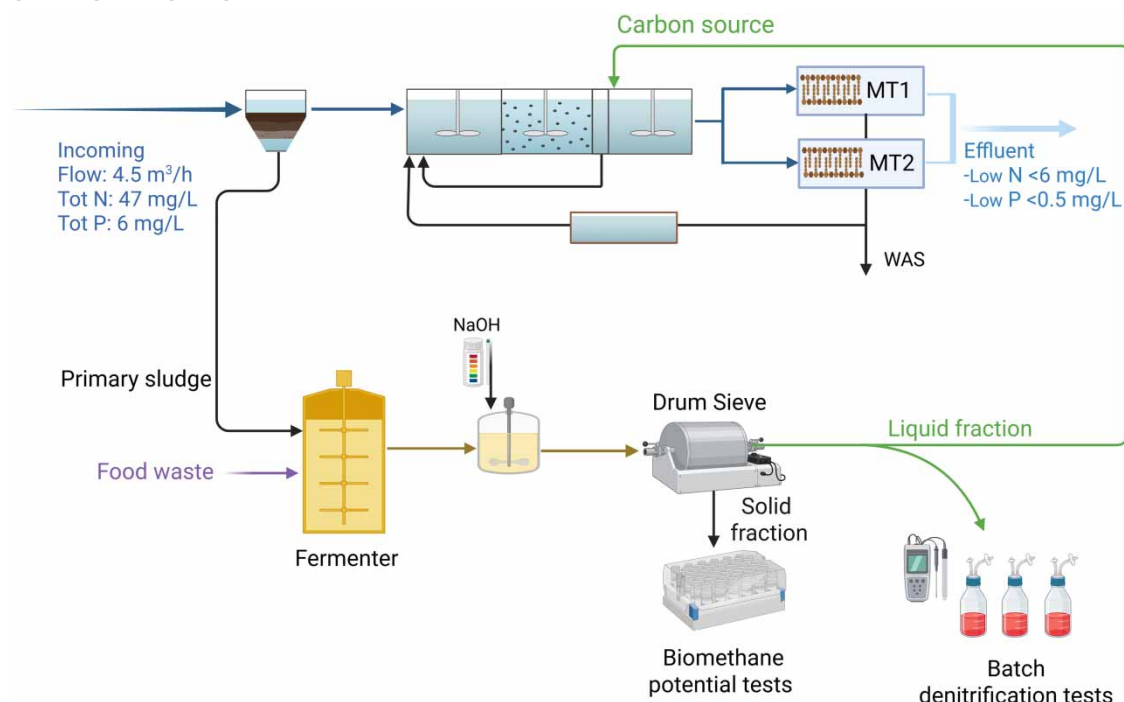 Carbon source
MT1
MT2
Incoming
Flow: 4.5 m³/h
Tot N: 47 mg/L
Tot P: 6 mg/L
Effluent
-Low N <6 mg/L
-Low P <0.5 mg/L
WAS
NaOH
Primary sludge
Drum Sieve
Liquid fraction
Food waste
Solid
fraction
Fermenter
Biomethane
potential tests
Batch
denitrification tests